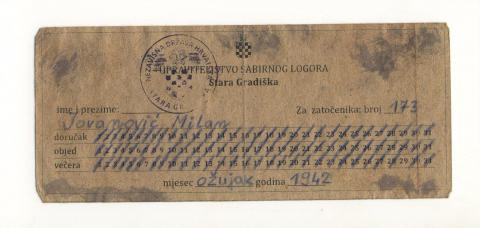 NEZAVISNA DRŽAVA HRVATSKA
STARA GRADIŠKA
UPRAVITELJSTVO SABIRNOG LOGORA
Stara Gradiška
ime i prezime: Za zatočenika: broj 173
Jovanović Milan
doručak 1 2 3 4 5 6 7 8 9 10 11 12 13 14 15 16 17 18 19 20 21 22 23 24 25 26 27 28 29 30 31
objed 1 2 3 4 5 6 7 8 9 10 11 12 13 14 15 16 17 18 19 20 21 22 23 24 25 26 27 28 29 30 31
večera 1 2 3 4 5 6 7 8 9 10 11 12 13 14 15 16 17 18 19 20 21 22 23 24 25 26 27 28 29 30 31
mjesec ožujak godina 1942